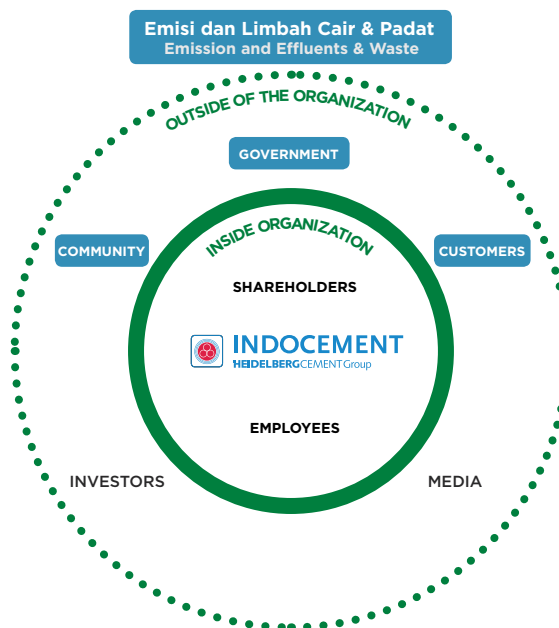 Emisi dan Limbah Cair & Padat
Emission and Effluents & Waste
OUTSIDE OF THE ORGANIZATION
GOVERNMENT
INSIDE ORGANIZATION
COMMUNITY
CUSTOMERS
SHAREHOLDERS
INDOCEMENT
HEIDELBERGCEMENT Group
EMPLOYEES
INVESTORS
MEDIA